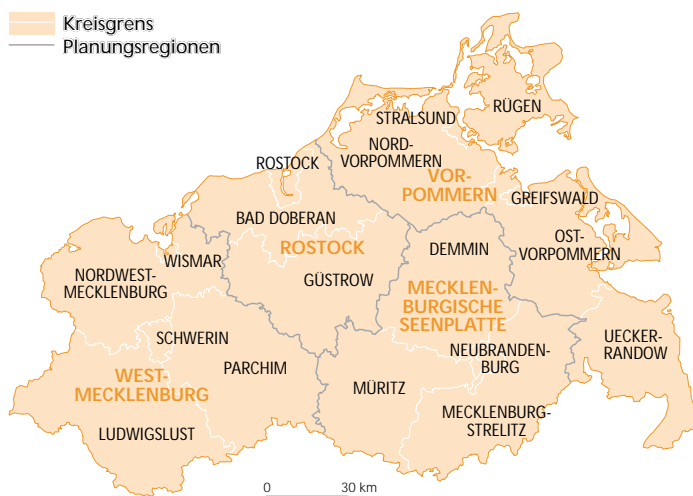 Kreisgrens
Planungsregionen
RÜGEN
STRALSUND
NORD-
VORPOMMERN
ROSTOCK
VOR-
POMMERN
GREIFSWALD
BAD DOBERAN
OST-
VORPOMMERN
ROSTOCK
DEMMIN
WISMAR
NORDWEST-
MECKLENBURG
GÜSTROW
MECKLEN-
BURGISCHE
SEENPLATTE
SCHWERIN
UECKER-
RANDOW
NEUBRANDEN-
BURG
PARCHIM
WEST-
MECKLENBURG
MÜRITZ
MECKLENBURG-
STRELITZ
LUDWIGSLUST
0 30 km